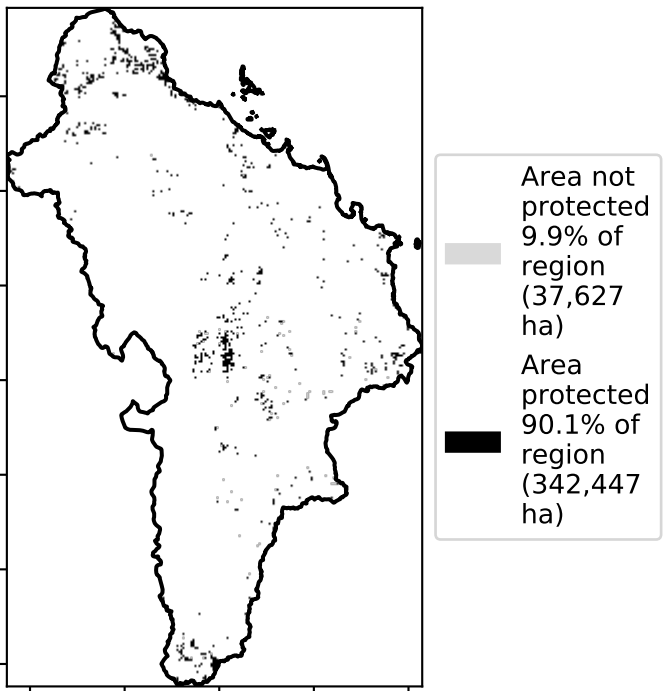 Area not
protected
9.9% of
region
(37,627
ha)
Area
protected
90.1% of
region
(342,447
ha)